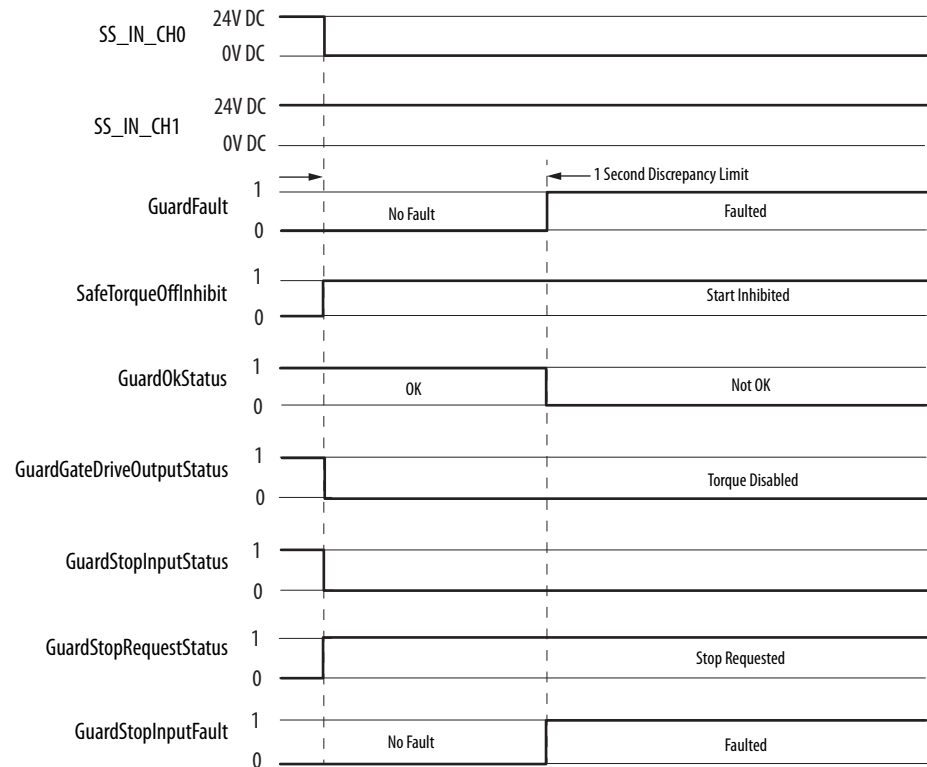 24V DC
SS_IN_CH0
0V DC
24V DC
SS_IN_CH1
0V DC
1 Second Discrepancy Limit
1
GuardFault
No Fault
Faulted
0
1
SafeTorqueOffInhibit
Start Inhibited
0
1
GuardOkStatus
OK
Not OK
0
1
GuardGateDriveOutputStatus
Torque Disabled
0
1
GuardStopInputStatus
0
1
GuardStopRequestStatus
Stop Requested
0
1
GuardStopInputFault
No Fault
Faulted
0